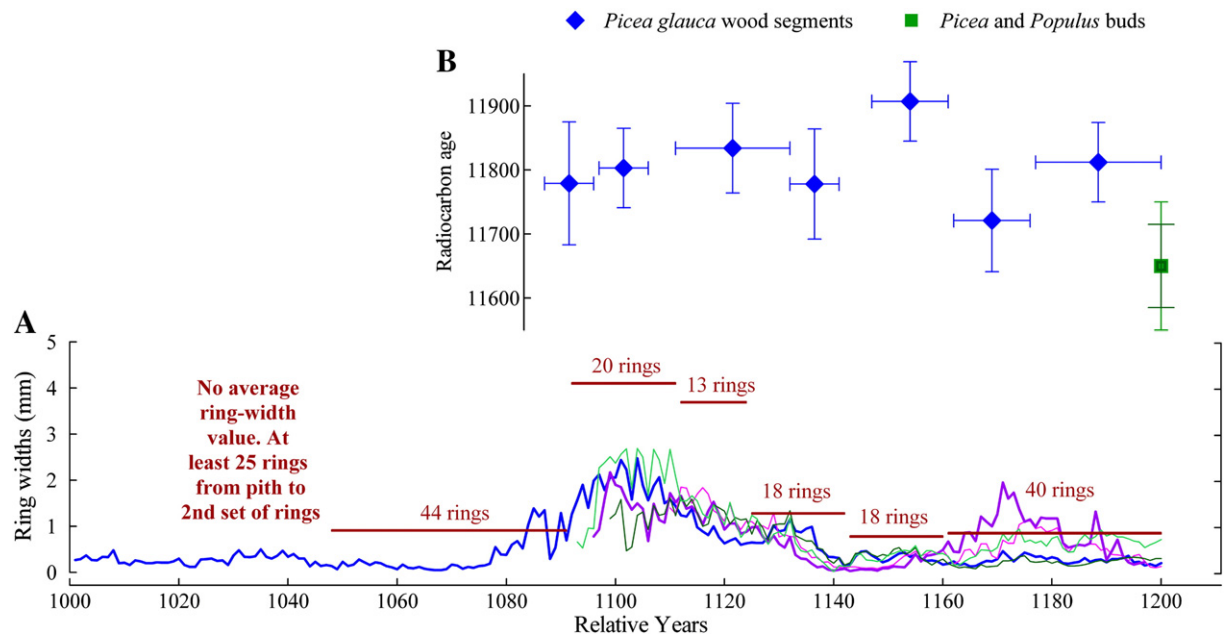 Picea glauca wood segments
Picea and Populus buds
B
Radiocarbon age
11900
11800
11700
11600
A
Ring widths (mm)
5
4
3
2
1
0
No average
ring-width
value. At
least 25 rings
from pith to
2nd set of rings
44 rings
20 rings
13 rings
18 rings
18 rings
40 rings
1000 1020 1040 1060 1080 1100 1120 1140 1160 1180 1200
Relative Years